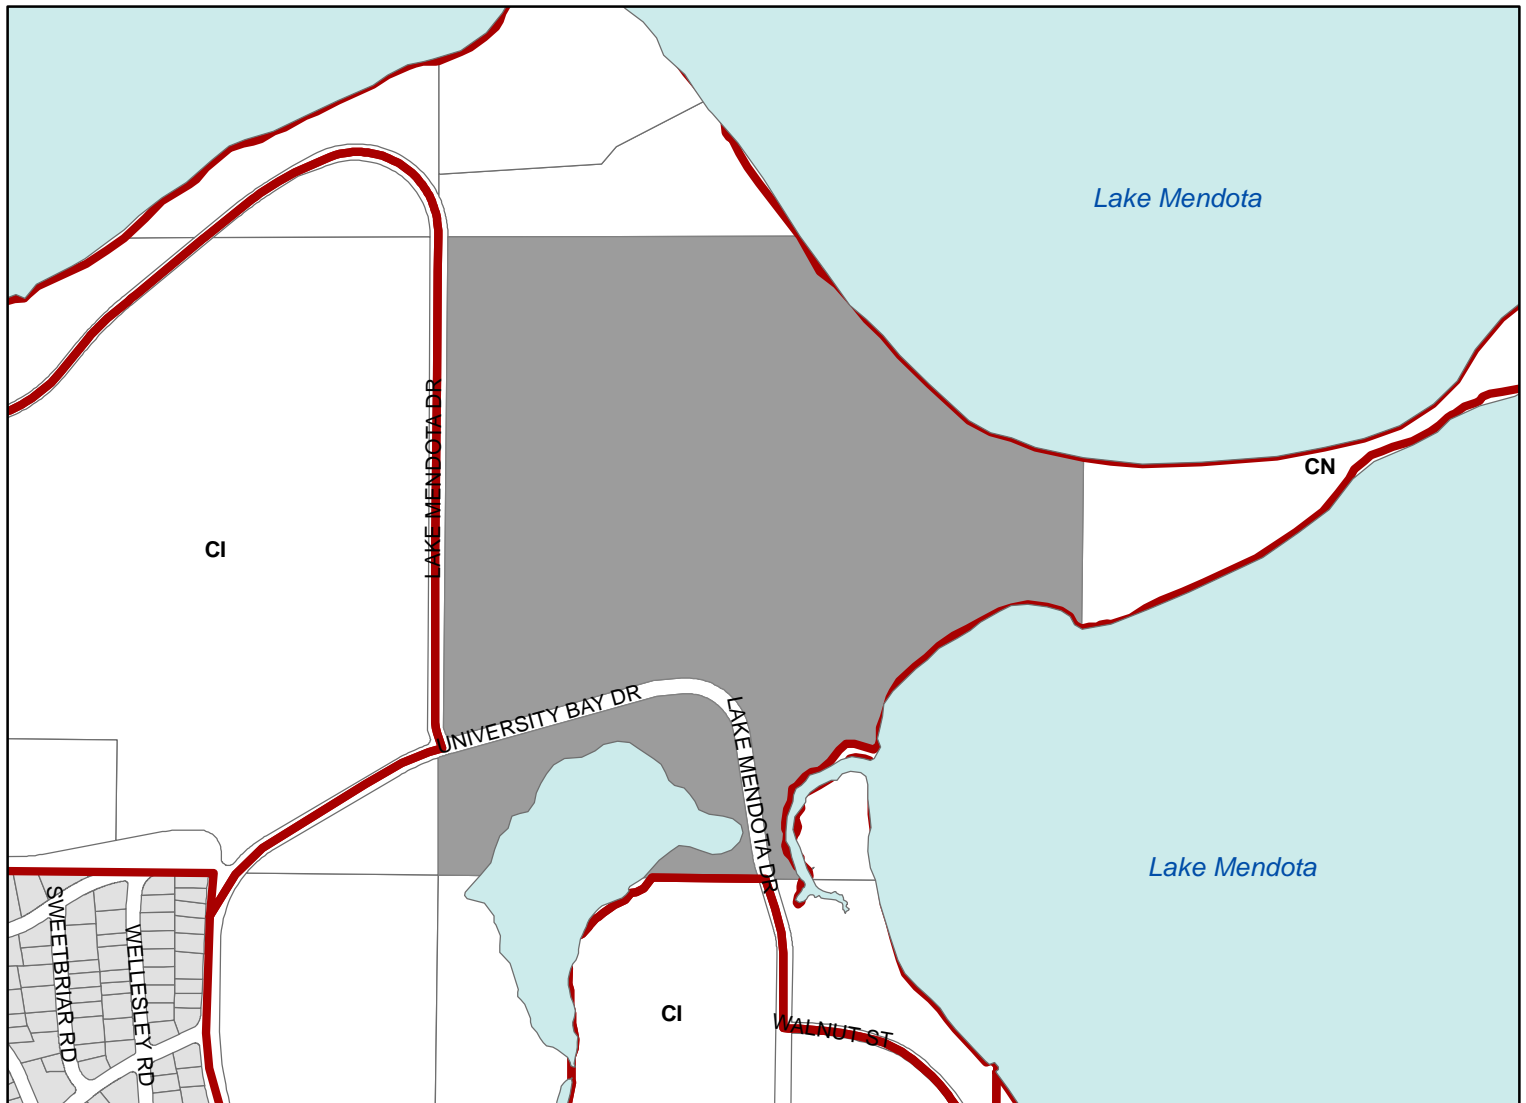 Lake Mendota
CN
LAKE MENDOTA DR
CI
UNIVERSITY BAY DR
LAKE MENDOTA DR
Lake Mendota
SWEETBRIAR RD
WELLESLEY RD
CI
WALNUT ST